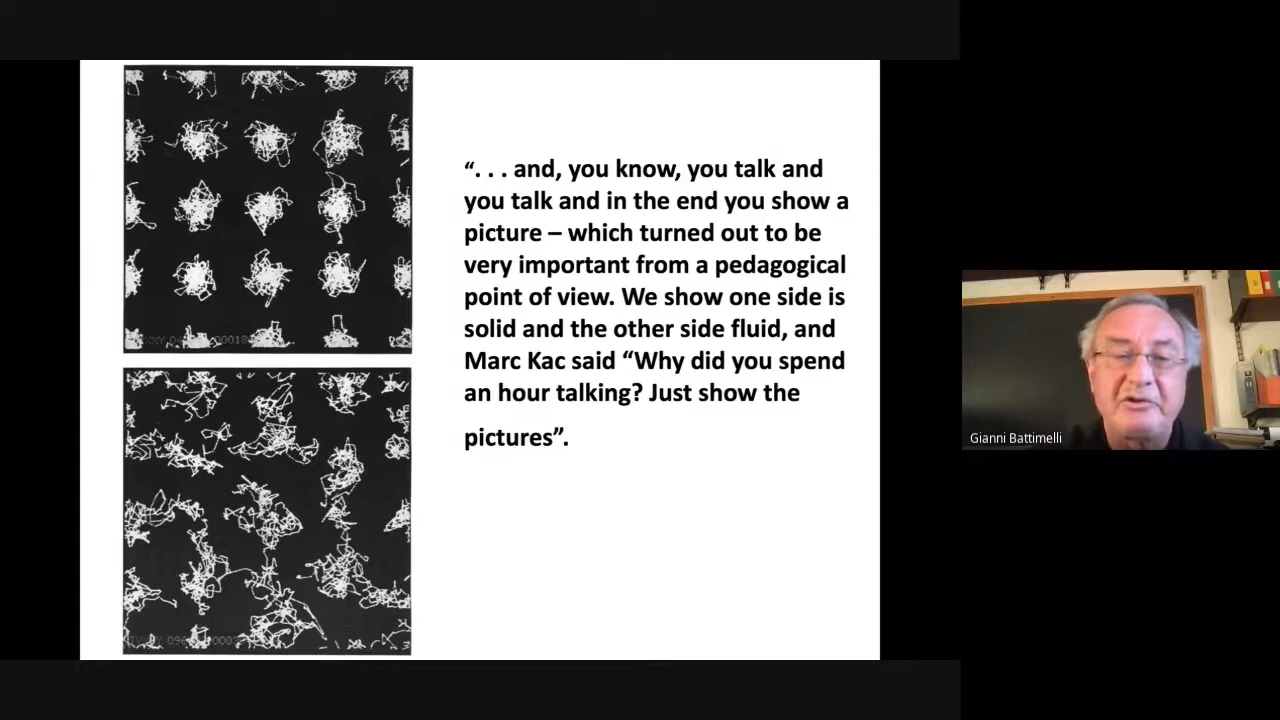 “. . . and, you know, you talk and
you talk and in the end you show a
picture – which turned out to be
very important from a pedagogical
point of view. We show one side is
solid and the other side fluid, and
Marc Kac said “Why did you spend
an hour talking? Just show the
pictures”.
Gianni Battimelli